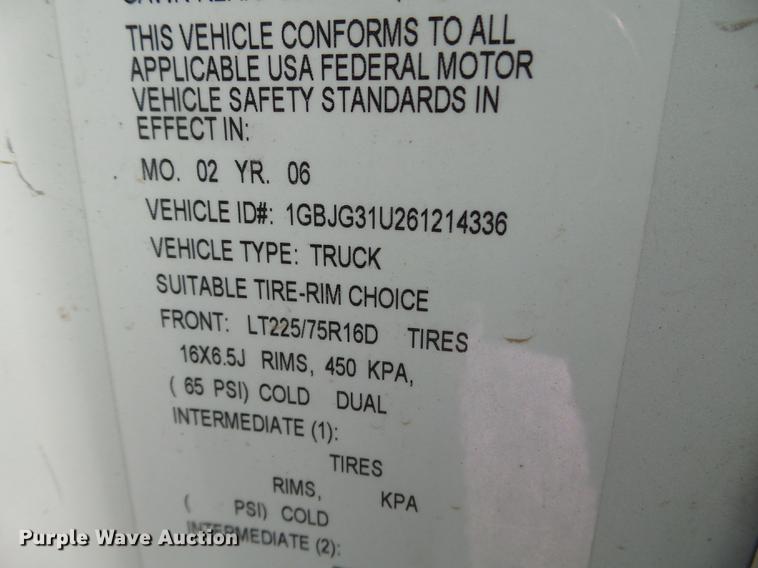 THIS VEHICLE CONFORMS TO ALL
APPLICABLE USA FEDERAL MOTOR
VEHICLE SAFETY STANDARDS IN
EFFECT IN:
MO. 02 YR. 06
VEHICLE ID#: 1GBJG31U261214336
VEHICLE TYPE: TRUCK
SUITABLE TIRE-RIM CHOICE
FRONT: LT225/75R16D TIRES
16X6.5J RIMS, 450 KPA,
( 65 PSI) COLD DUAL
INTERMEDIATE (1):
TIRES
RIMS, KPA
( PSI) COLD
INTERMEDIATE (2):
Purple Wave Auction